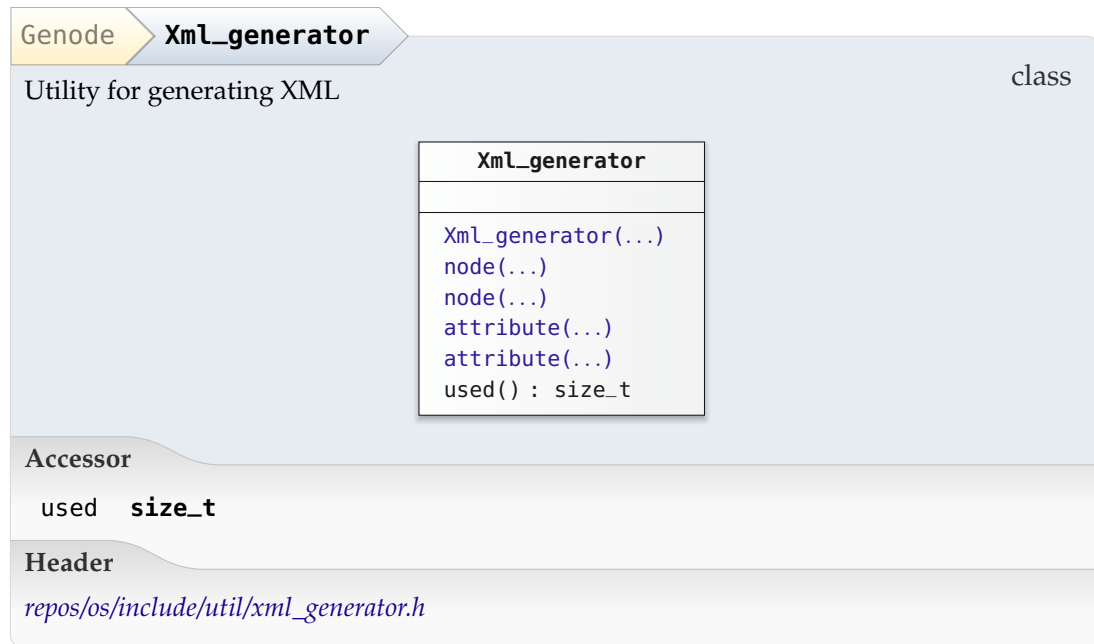 Genode Xml_generator
Utility for generating XML
class
Xml_generator
Xml_generator(...)
node(...)
node(...)
attribute(...)
attribute(...)
used() : size_t
Accessor
used size_t
Header
repos/os/include/util/xml_generator.h